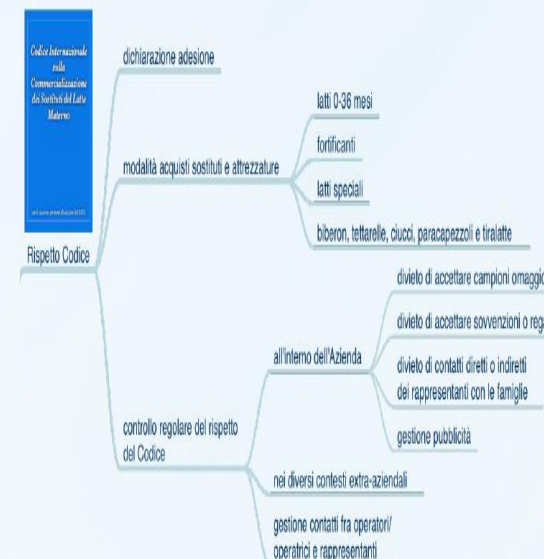 Codice Internazionale
sulla
Commercializzazione
dei Sostituti del Latte
Materno
Rispetto Codice
dichiarazione adesione
modalità acquisti sostituti e attrezzature
latti 0-36 mesi
fortificanti
latti speciali
biberon, tettarelle, ciucci, paracapezzoli e tiralatte
controllo regolare del rispetto
del Codice
all'interno dell'Azienda
divieto di accettare campioni omaggio
divieto di accettare sovvenzioni o rega
divieto di contatti diretti o indiretti
dei rappresentanti con le famiglie
gestione pubblicità
nei diversi contesti extra-aziendali
gestione contatti fra operatori/
operatrici e rappresentanti